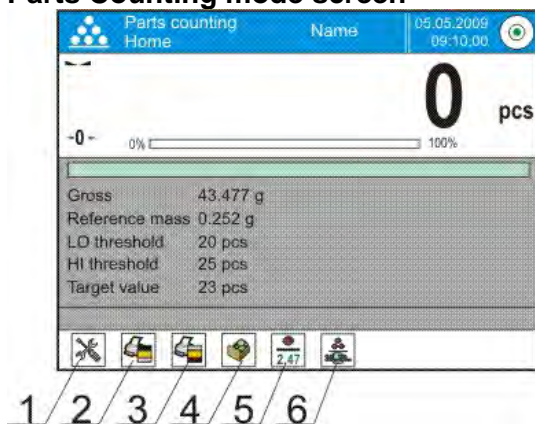 Parts Counting mode screen
Parts counting Name 05.05.2009
Home 09:10:00
0 pcs
-0- 0% 100%
Gross 43.477 g
Reference mass 0.252 g
LO threshold 20 pcs
HI threshold 25 pcs
Target value 23 pcs
2,47
1 2 3 4 5 6